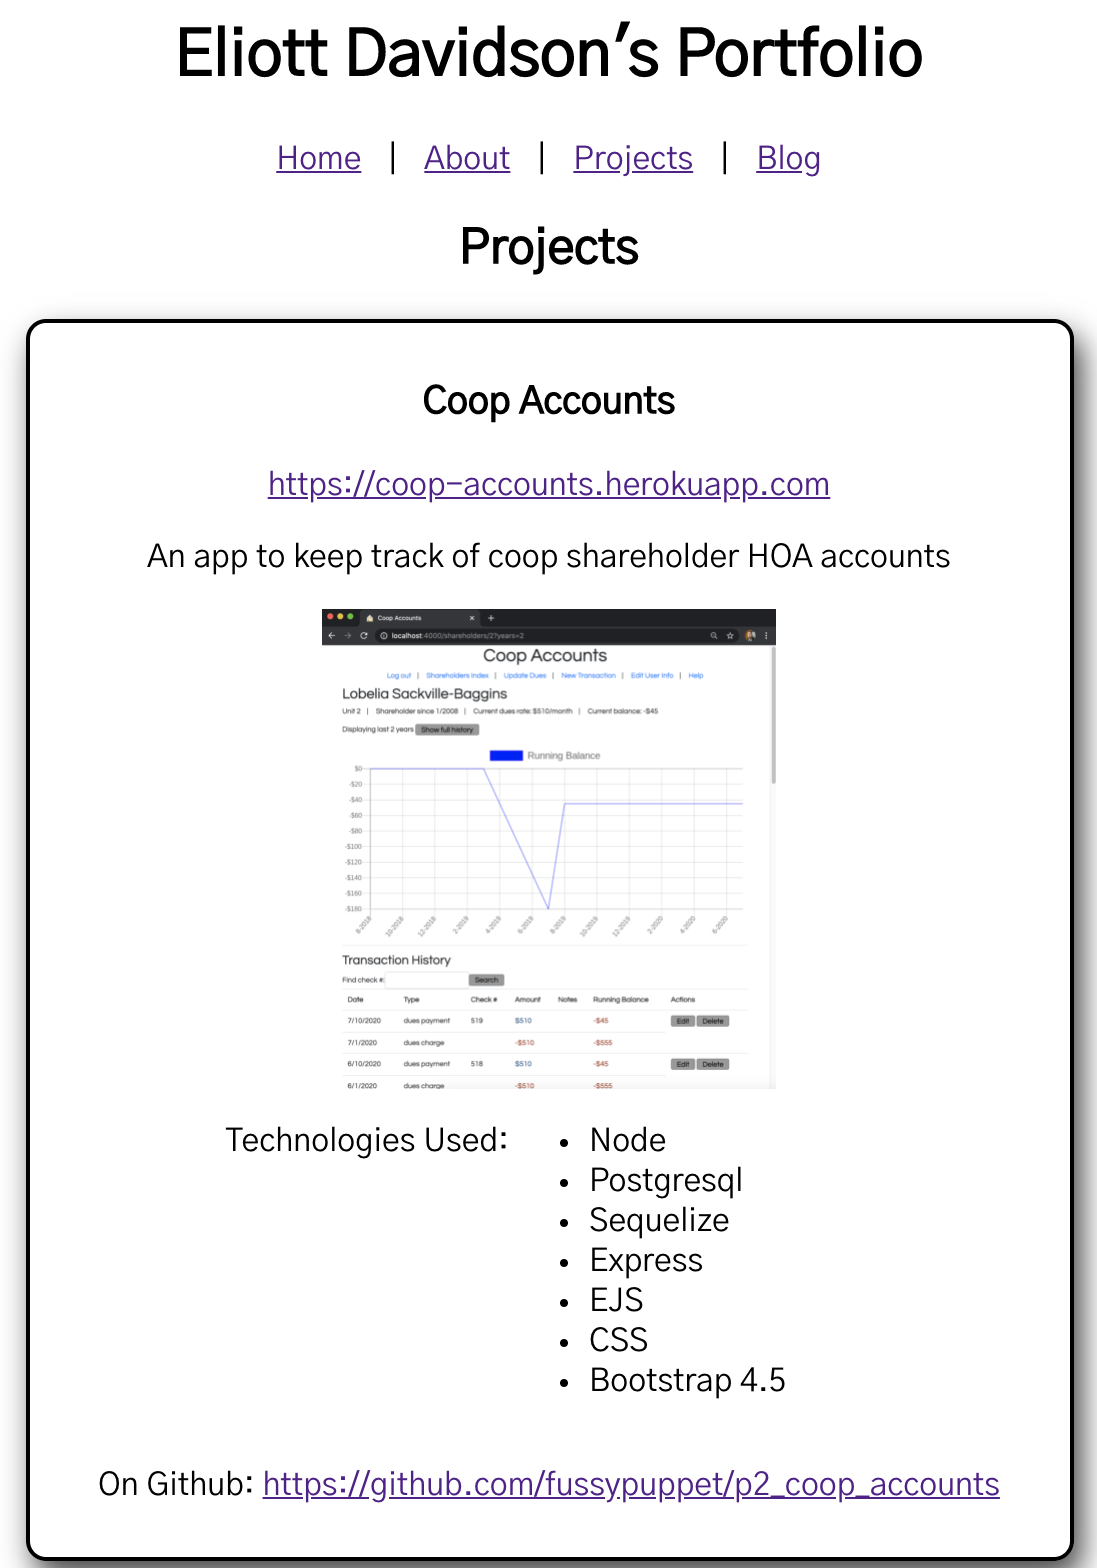 Eliott Davidson's Portfolio
Home | About | Projects | Blog
Projects
Coop Accounts
https://coop-accounts.herokuapp.com
An app to keep track of coop shareholder HOA accounts
Coop Accounts × +
localhost:4000/shareholders/2?years=2
Coop Accounts
Log out | Shareholders Index | Update Dues | New Transaction | Edit User Info | Help
Lobelia Sackville-Baggins
Unit 2 | Shareholder since 1/2008 | Current dues rate: $510/month | Current balance: -$45
Displaying last 2 years Show full history
Running Balance
$0
-$20
-$40
-$60
-$80
-$100
-$120
-$140
-$160
-$180
8-2018 10-2018 12-2018 2-2019 4-2019 6-2019 8-2019 10-2019 12-2019 2-2020 4-2020 6-2020
Transaction History
Find check #: Search
Date Type Check # Amount Notes Running Balance Actions
7/10/2020 dues payment 519 $510 -$45 Edit Delete
7/1/2020 dues charge -$510 -$555
6/10/2020 dues payment 518 $510 -$45 Edit Delete
6/1/2020 dues charge -$510 -$555
Technologies Used:
• Node
• Postgresql
• Sequelize
• Express
• EJS
• CSS
• Bootstrap 4.5
On Github: https://github.com/fussypuppet/p2_coop_accounts